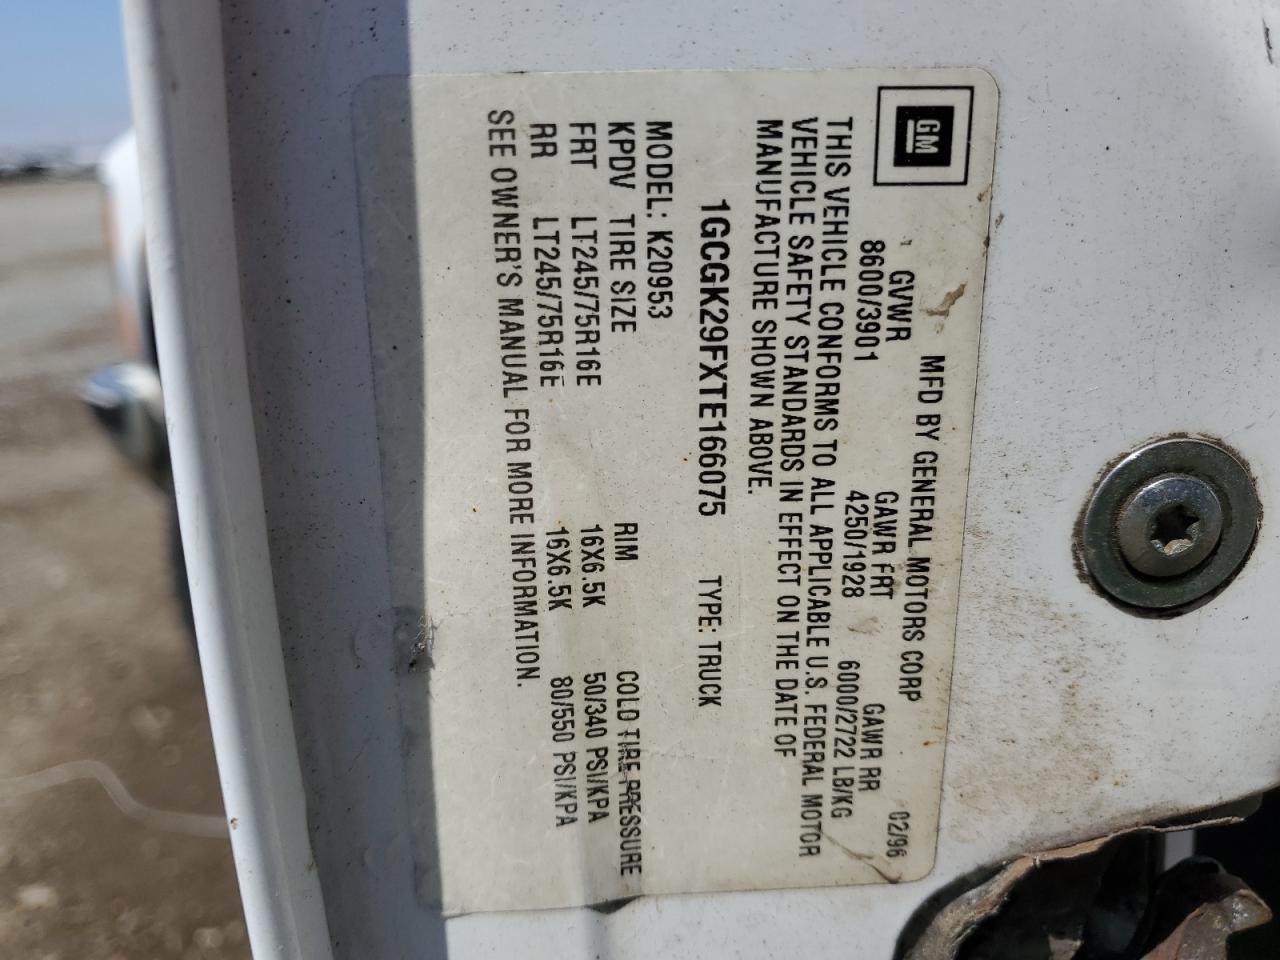 GM
MFD BY GENERAL MOTORS CORP 02/96
GVWR GAWR FRT GAWR RR
8600/3901 4250/1928 6000/2722 LB/KG
THIS VEHICLE CONFORMS TO ALL APPLICABLE U.S. FEDERAL MOTOR
VEHICLE SAFETY STANDARDS IN EFFECT ON THE DATE OF
MANUFACTURE SHOWN ABOVE.
1GCGK29FXTE166075 TYPE: TRUCK
MODEL: K20953
KPDV TIRE SIZE RIM COLD TIRE PRESSURE
FRT LT245/75R16E 16X6.5K 50/340 PSI/KPA
RR LT245/75R16E 16X6.5K 80/550 PSI/KPA
SEE OWNER'S MANUAL FOR MORE INFORMATION.